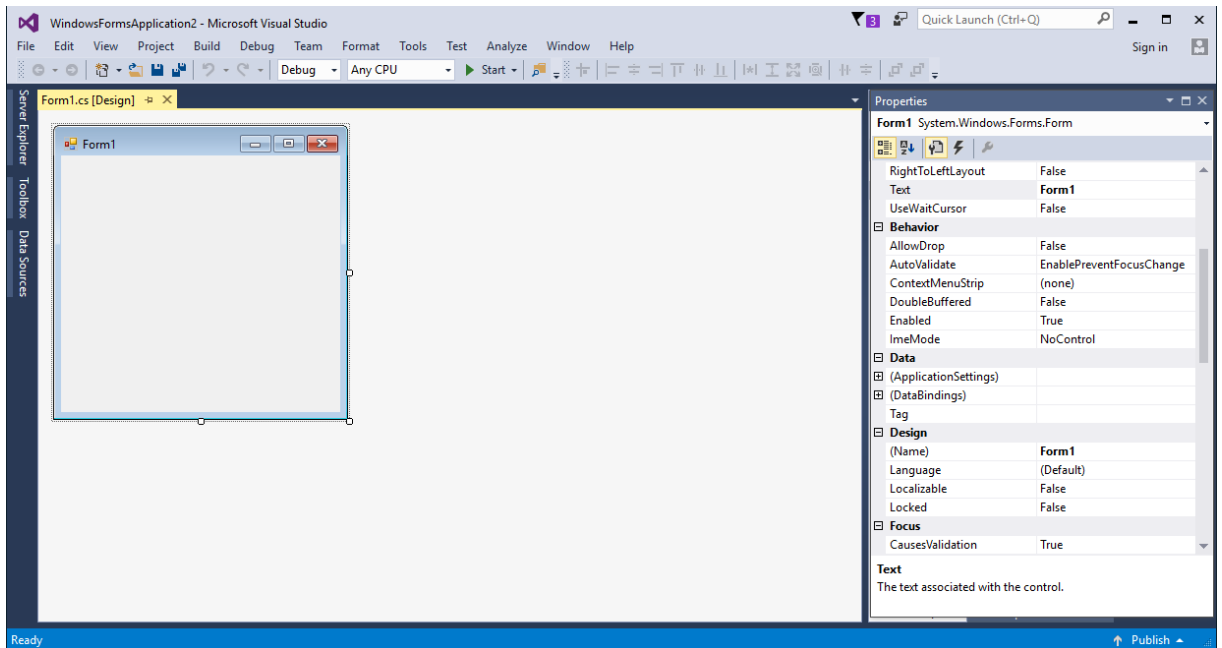 WindowsFormsApplication2 - Microsoft Visual Studio
3
Quick Launch (Ctrl+Q)
File Edit View Project Build Debug Team Format Tools Test Analyze Window Help
Sign in
Debug Any CPU Start
Server Explorer
Toolbox
Data Sources
Form1.cs [Design]
Form1
Properties
Form1 System.Windows.Forms.Form
RightToLeftLayout False
Text Form1
UseWaitCursor False
Behavior
AllowDrop False
AutoValidate EnablePreventFocusChange
ContextMenuStrip (none)
DoubleBuffered False
Enabled True
ImeMode NoControl
Data
(ApplicationSettings)
(DataBindings)
Tag
Design
(Name) Form1
Language (Default)
Localizable False
Locked False
Focus
CausesValidation True
Text
The text associated with the control.
Ready
Publish